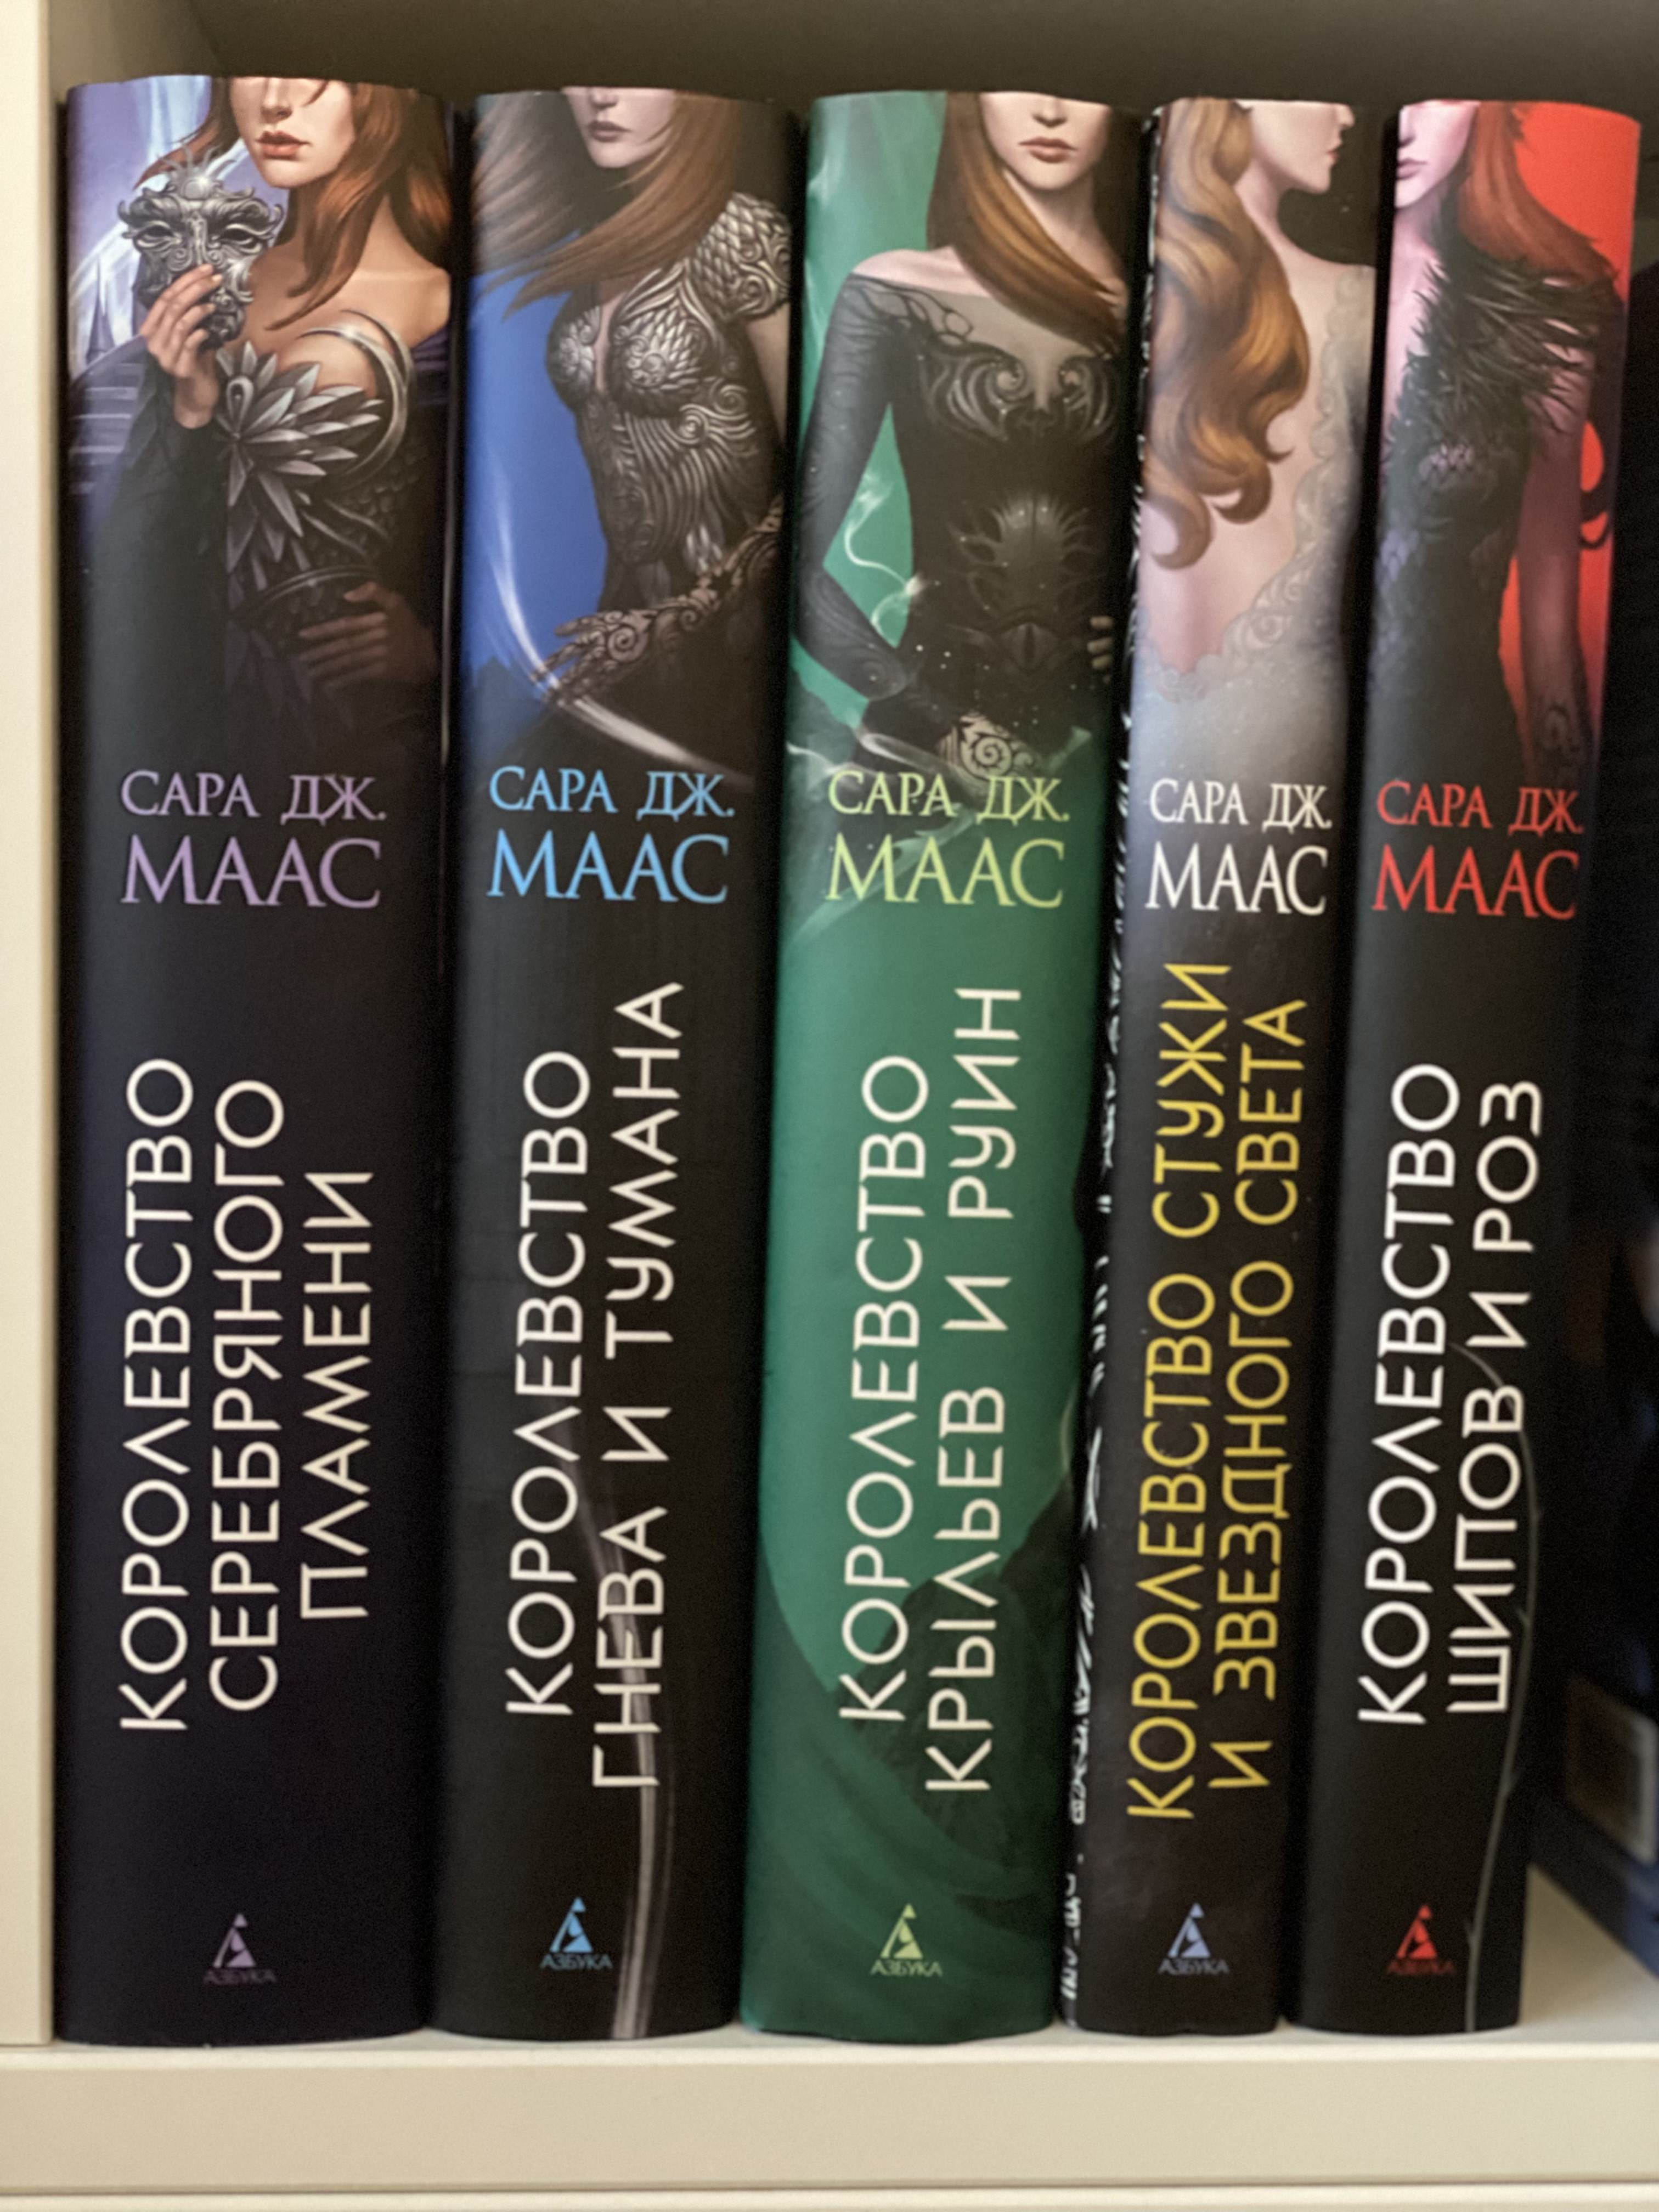 САРА ДЖ.
МААС
КОРОЛЕВСТВО
СЕРЕБРЯНОГО
ПЛАМЕНИ
АЗБУКА
САРА ДЖ.
МААС
КОРОЛЕВСТВО
ГНЕВА И ТУМАНА
АЗБУКА
САРА ДЖ.
МААС
КОРОЛЕВСТВО
КРЫЛЬЕВ И РУИН
АЗБУКА
САРА ДЖ.
МААС
КОРОЛЕВСТВО СТУЖИ
И ЗВЕЗДНОГО СВЕТА
АЗБУКА
САРА ДЖ.
МААС
КОРОЛЕВСТВО
ШИПОВ И РОЗ
АЗБУКА